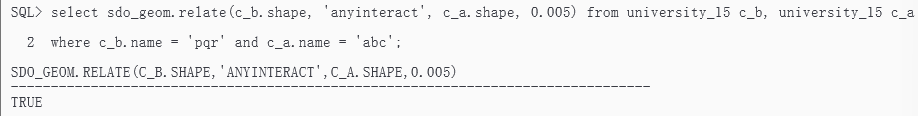 SQL> select sdo_geom.relate(c_b.shape, 'anyinteract', c_a.shape, 0.005) from university_15 c_b, university_15 c_a
2 where c_b.name = 'pqr' and c_a.name = 'abc';
SDO_GEOM.RELATE(C_B.SHAPE,'ANYINTERACT',C_A.SHAPE,0.005)
--------------------------------------------------------------------------------
TRUE